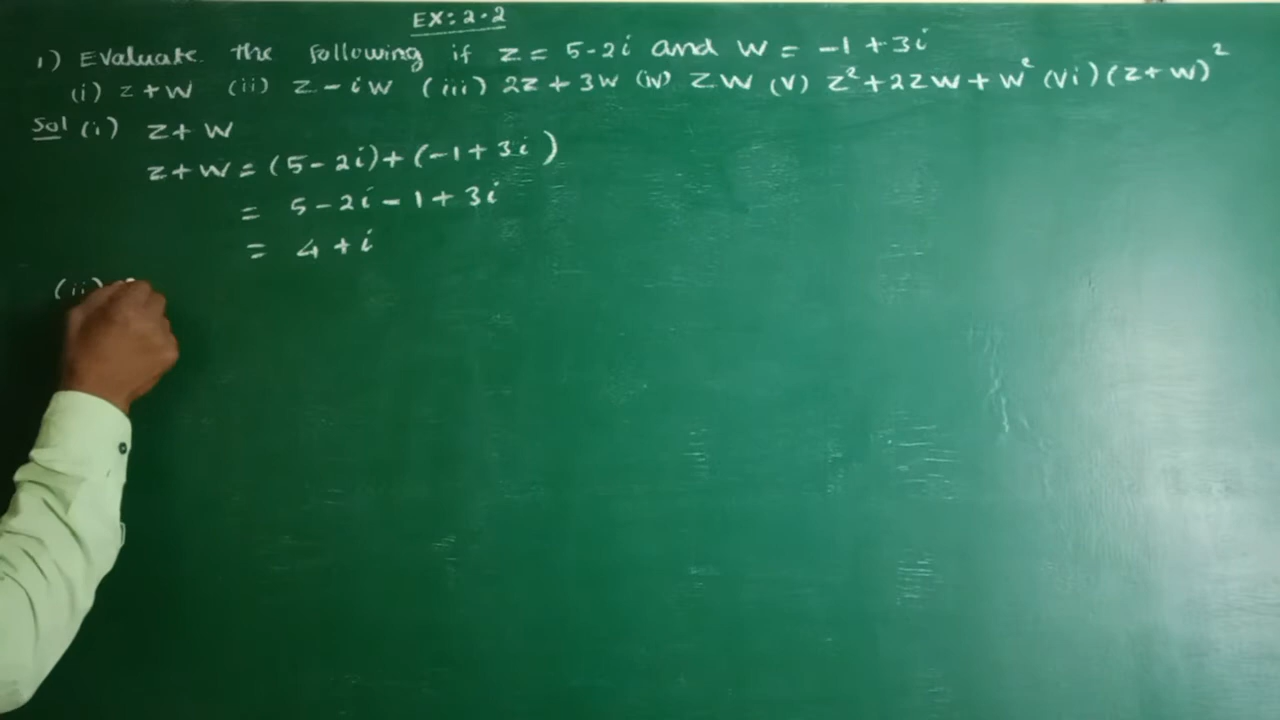 EX: 2.2
1) Evaluate the following if z = 5-2i and w = -1+3i
(i) z+w (ii) z-iw (iii) 2z+3w (iv) zw (v) z²+2zw+w² (vi) (z+w)²
Sol (i) z+w
z+w = (5-2i)+(-1+3i)
= 5-2i-1+3i
= 4+i
(ii)